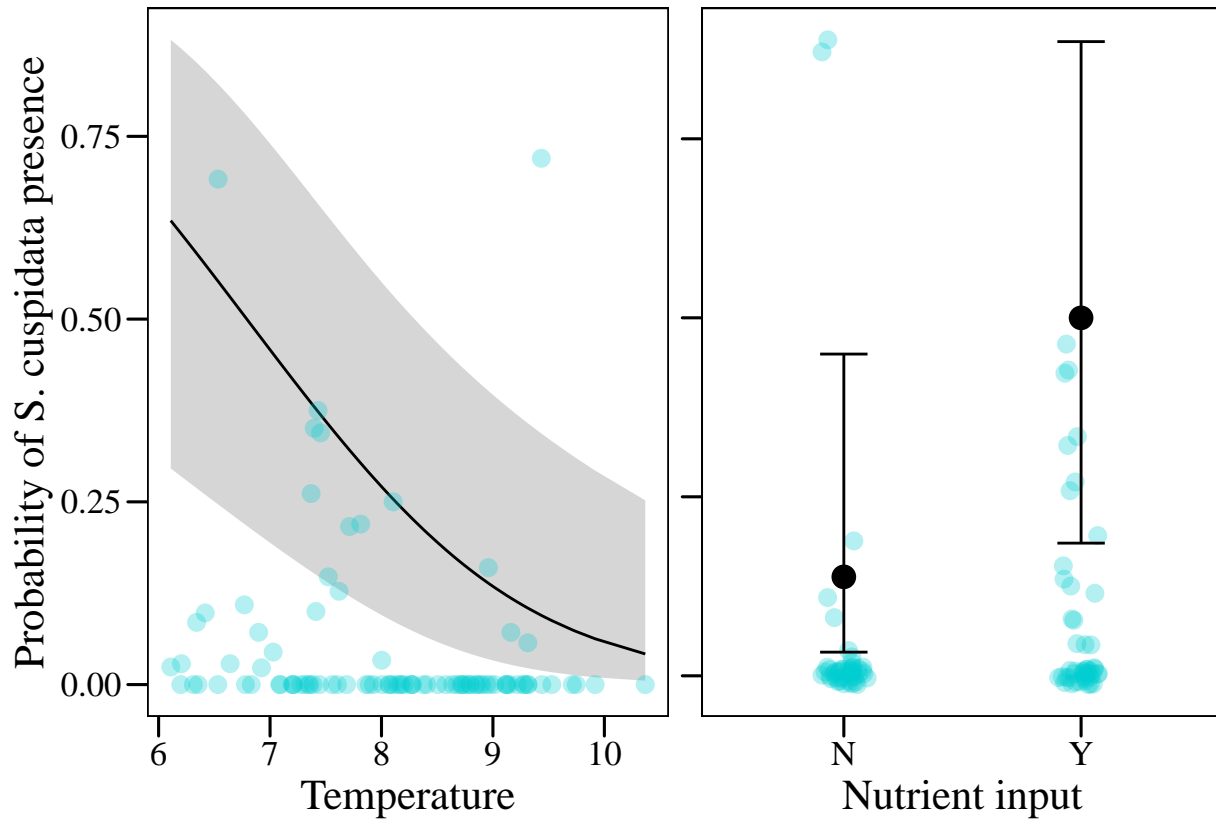 Probability of S. cuspidata presence
0.75
0.50
0.25
0.00
6 7 8 9 10
Temperature
N Y
Nutrient input